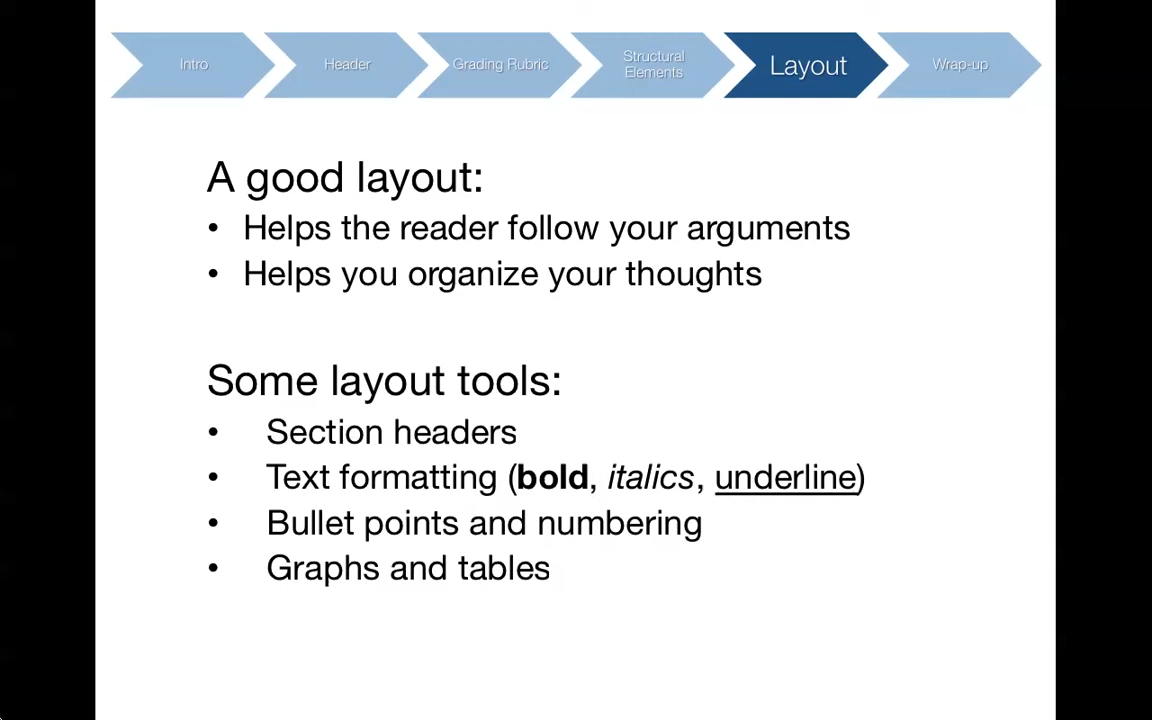 Intro
Header
Grading Rubric
Structural
Elements
Layout
Wrap-up
A good layout:
• Helps the reader follow your arguments
• Helps you organize your thoughts
Some layout tools:
• Section headers
• Text formatting (bold, italics, underline)
• Bullet points and numbering
• Graphs and tables